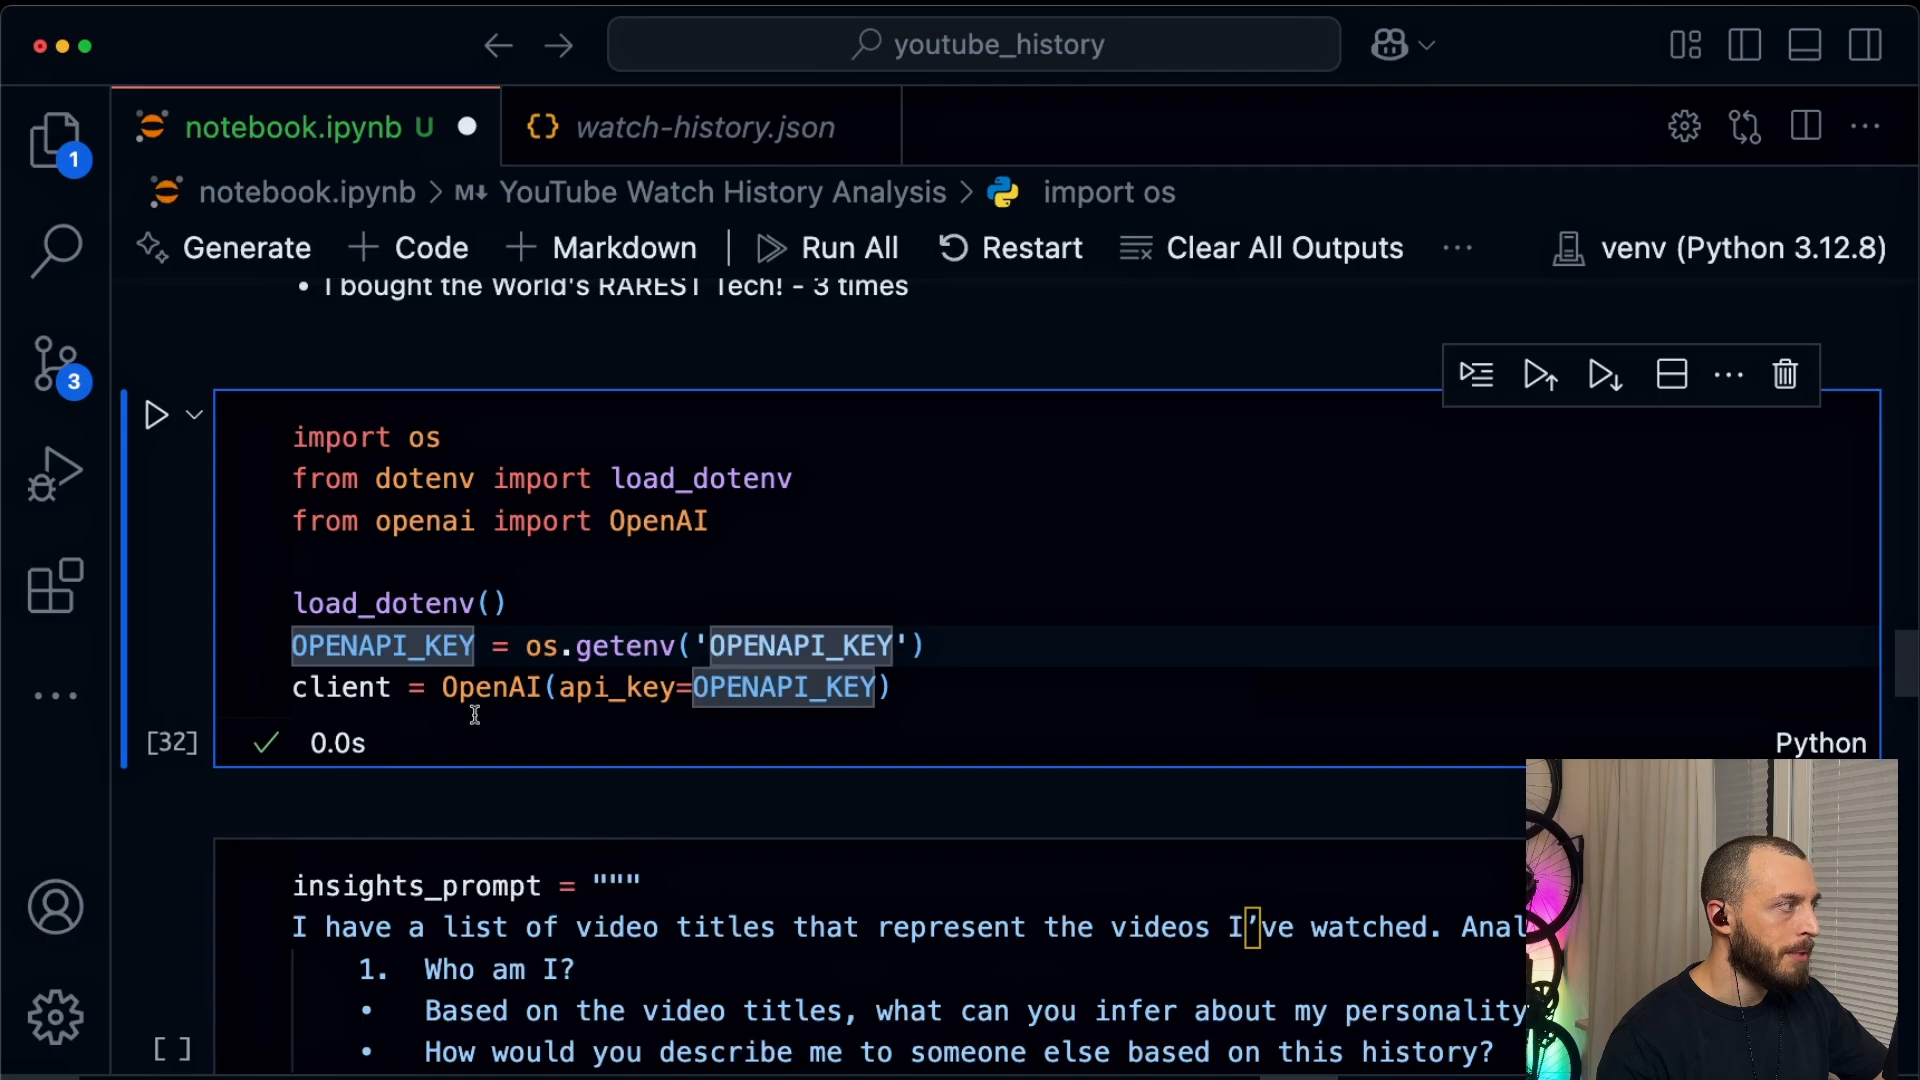 youtube_history
notebook.ipynb U
watch-history.json
1
notebook.ipynb > M↓ YouTube Watch History Analysis > import os
Generate + Code + Markdown | Run All Restart Clear All Outputs ... venv (Python 3.12.8)
• I bought the World's RAREST Tech! - 3 times
3
import os
from dotenv import load_dotenv
from openai import OpenAI
load_dotenv()
OPENAPI_KEY = os.getenv('OPENAPI_KEY')
client = OpenAI(api_key=OPENAPI_KEY)
[32] ✓ 0.0s Python
insights_prompt = """
I have a list of video titles that represent the videos I’ve watched. Anal
1. Who am I?
• Based on the video titles, what can you infer about my personality
[ ]
• How would you describe me to someone else based on this history?